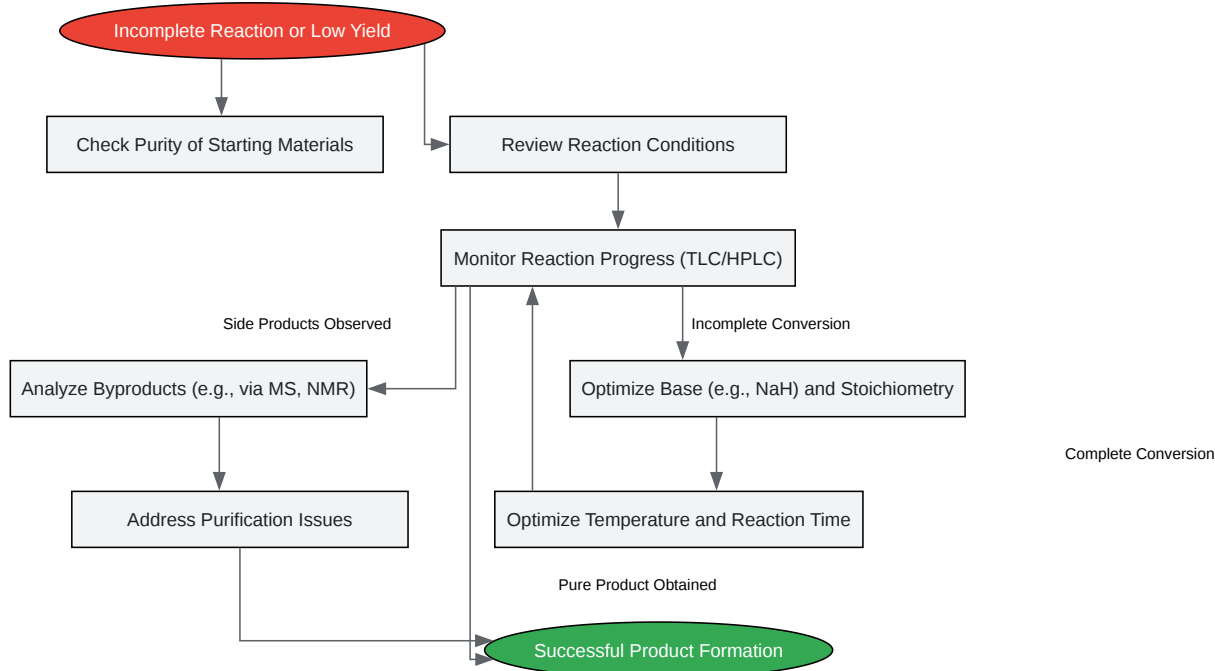 Incomplete Reaction or Low Yield
Check Purity of Starting Materials
Review Reaction Conditions
Monitor Reaction Progress (TLC/HPLC)
Side Products Observed
Incomplete Conversion
Analyze Byproducts (e.g., via MS, NMR)
Optimize Base (e.g., NaH) and Stoichiometry
Complete Conversion
Address Purification Issues
Optimize Temperature and Reaction Time
Pure Product Obtained
Successful Product Formation